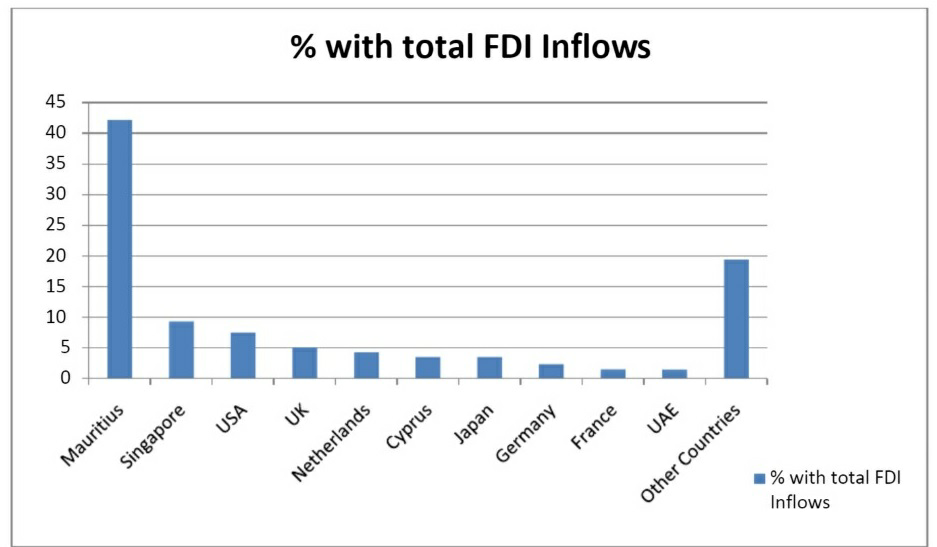 % with total FDI Inflows
45
40
35
30
25
20
15
10
5
0
Mauritius
Singapore
USA
UK
Netherlands
Cyprus
Japan
Germany
France
UAE
Other Countries
% with total FDI
Inflows